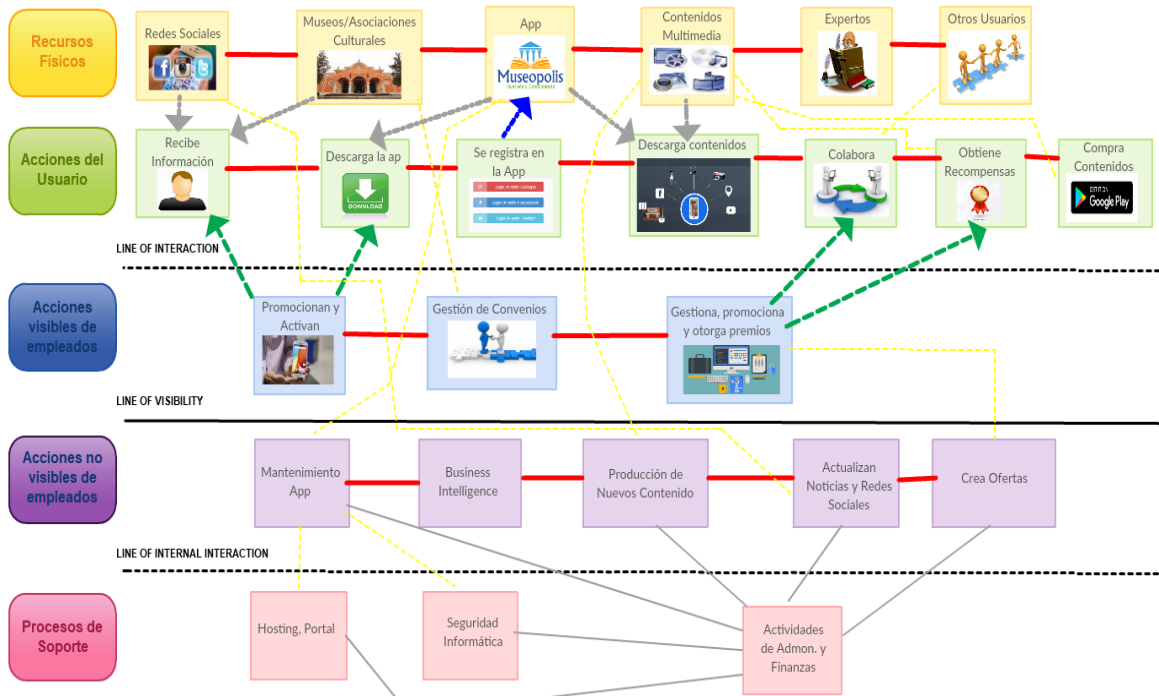 Recursos
Físicos
Redes Sociales
Museos/Asociaciones
Culturales
App
Museopolis
Contenidos
Multimedia
Expertos
Otros Usuarios
Acciones del
Usuario
Recibe
Información
Descarga la ap
DOWNLOAD
Se registra en
la App
Descarga contenidos
Colabora
Obtiene
Recompensas
Compra
Contenidos
Google Play
LINE OF INTERACTION
Acciones
visibles de
empleados
Promocionan y
Activan
Gestión de Convenios
Gestiona, promociona
y otorga premios
LINE OF VISIBILITY
Acciones no
visibles de
empleados
Mantenimiento
App
Business
Intelligence
Producción de
Nuevos Contenido
Actualizan
Noticias y Redes
Sociales
Crea Ofertas
LINE OF INTERNAL INTERACTION
Procesos de
Soporte
Hosting, Portal
Seguridad
Informática
Actividades
de Admon. y
Finanzas